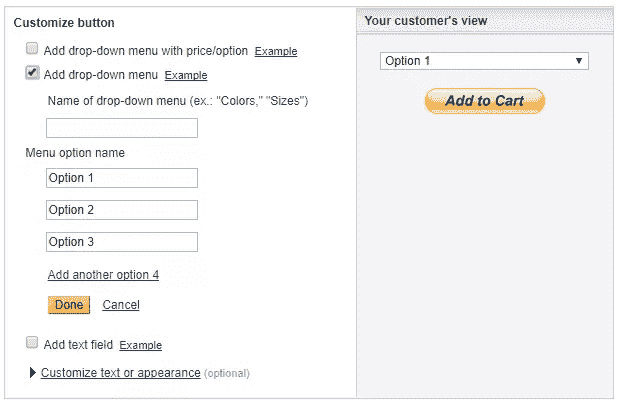 Customize button
Add drop-down menu with price/option Example
Add drop-down menu Example
Name of drop-down menu (ex.: "Colors," "Sizes")
Menu option name
Option 1
Option 2
Option 3
Add another option 4
Done Cancel
Add text field Example
Customize text or appearance (optional)
Your customer's view
Option 1
Add to Cart